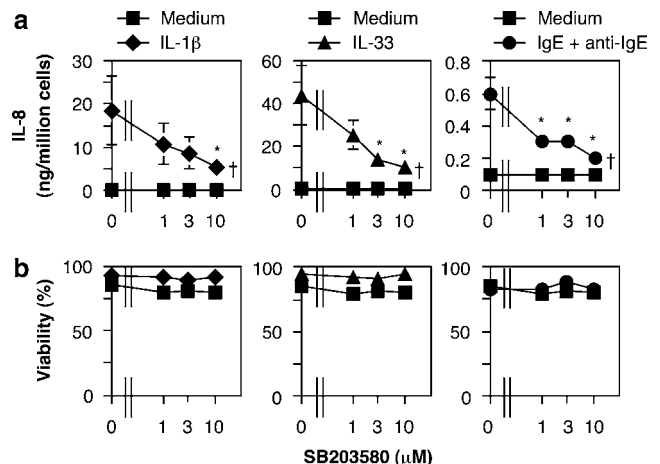 a
Medium
IL-1β
Medium
IL-33
Medium
IgE + anti-IgE
IL-8
(ng/million cells)
30
20
10
0
60
40
20
0
0.8
0.6
0.4
0.2
0
*
†
* *
†
* * *
†
0 1 3 10
0 1 3 10
0 1 3 10
b
Viability (%)
100
50
0
100
50
0
100
50
0
0 1 3 10
0 1 3 10
0 1 3 10
SB203580 (μM)